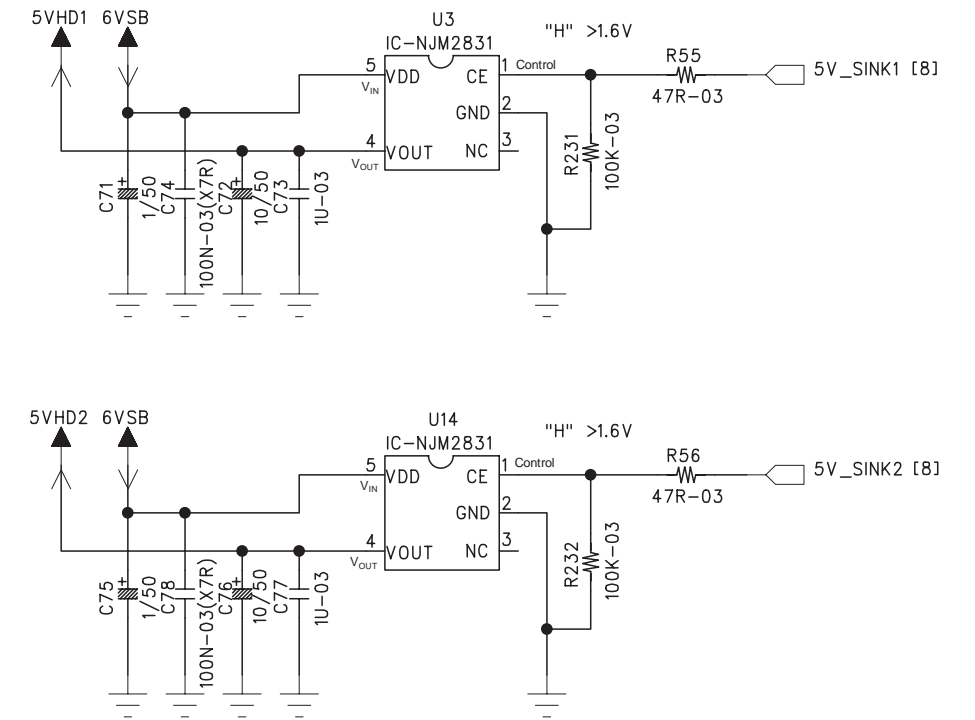 5VHD1 6VSB
U3
IC-NJM2831
"H" >1.6V
5 VDD
VIN
CE 1 Control
R55
47R-03
5V_SINK1 [8]
GND 2
4 VOUT
VOUT
NC 3
R231
100K-03
C71
+
1/50
C74
100N-03(X7R)
C72
+
10/50
C73
1U-03
5VHD2 6VSB
U14
IC-NJM2831
"H" >1.6V
5 VDD
VIN
CE 1 Control
R56
47R-03
5V_SINK2 [8]
GND 2
4 VOUT
VOUT
NC 3
R232
100K-03
C75
+
1/50
C78
100N-03(X7R)
C76
+
10/50
C77
1U-03